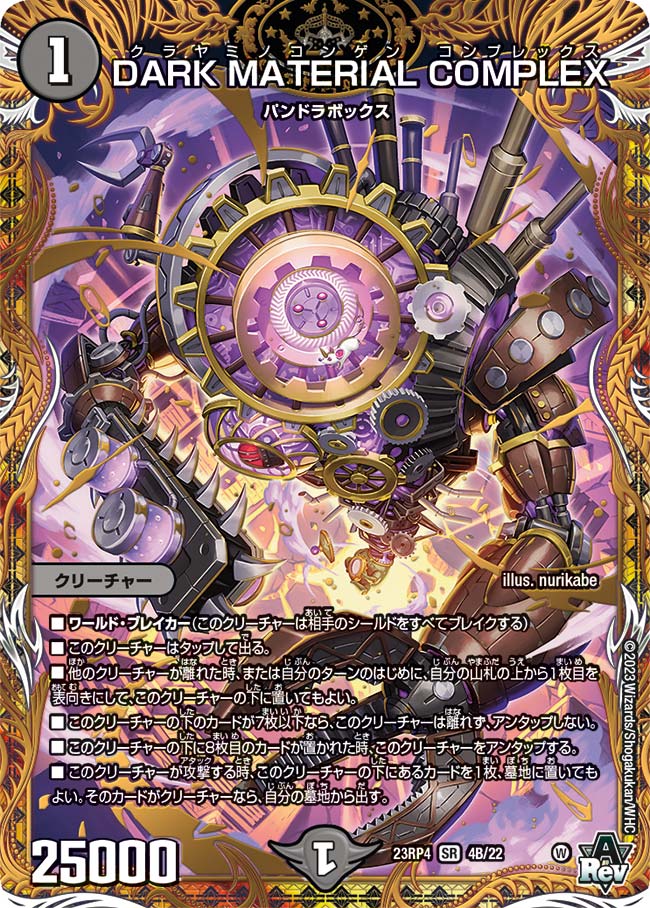 1
クラヤミノコンゲン コンプレックス
DARK MATERIAL COMPLEX
パンドラボックス
クリーチャー
illus. nurikabe
■ワールド・ブレイカー(このクリーチャーは相手のシールドをすべてブレイクする)
■このクリーチャーはタップして出る。
■他のクリーチャーが離れた時、または自分のターンのはじめに、自分の山札の上から1枚目を
表向きにして、このクリーチャーの下に置いてもよい。
■このクリーチャーの下のカードが7枚以下なら、このクリーチャーは離れず、アンタップしない。
■このクリーチャーの下に8枚目のカードが置かれた時、このクリーチャーをアンタップする。
■このクリーチャーが攻撃する時、このクリーチャーの下にあるカードを1枚、墓地に置いても
よい。そのカードがクリーチャーなら、自分の墓地から出す。
©2023 Wizards/Shogakukan/WHC
25000
1
23RP4 SR 4B/22
W
A
Rev